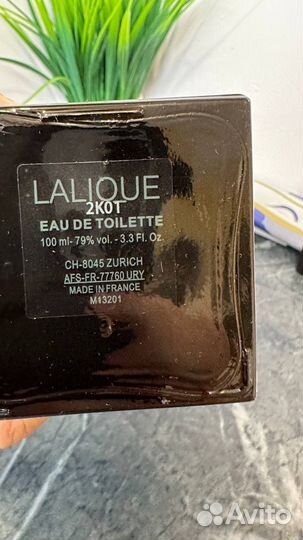 LALIQUE
2K01
EAU DE TOILETTE
100 ml- 79% vol. - 3.3 Fl. Oz.
CH-8045 ZURICH
AFS-FR-77760 URY
MADE IN FRANCE
M13201
Avito